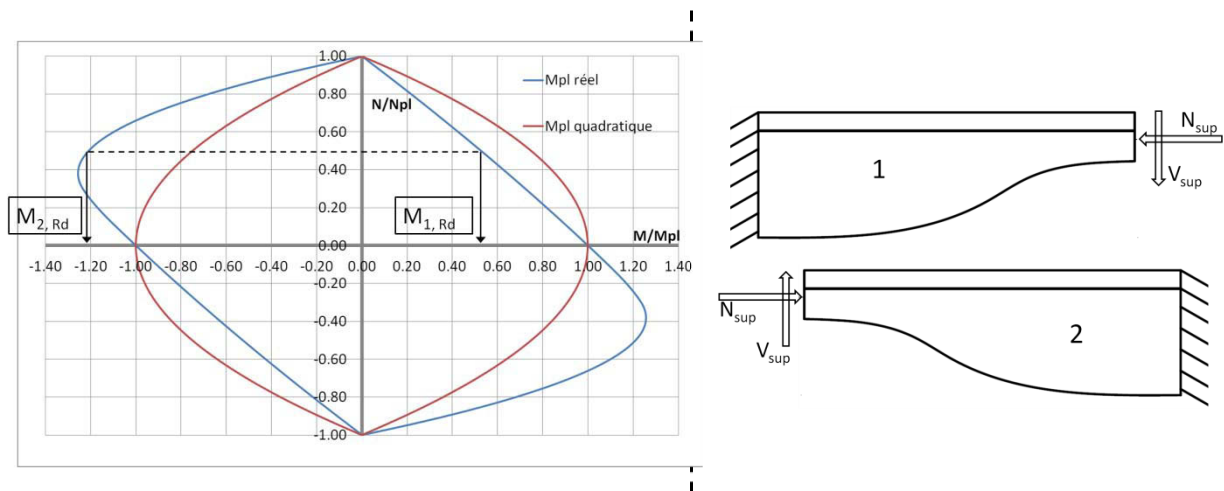 1.00
Mpl réel
N/Npl
0.80
Mpl quadratique
0.60
0.40
M2, Rd
M1, Rd
0.20
M/Mpl
0.00
-1.40 -1.20 -1.00 -0.80 -0.60 -0.40 -0.20 0.00 0.20 0.40 0.60 0.80 1.00 1.20 1.40
-0.20
-0.40
-0.60
-0.80
-1.00
Nsup
1
Vsup
Nsup
2
Vsup